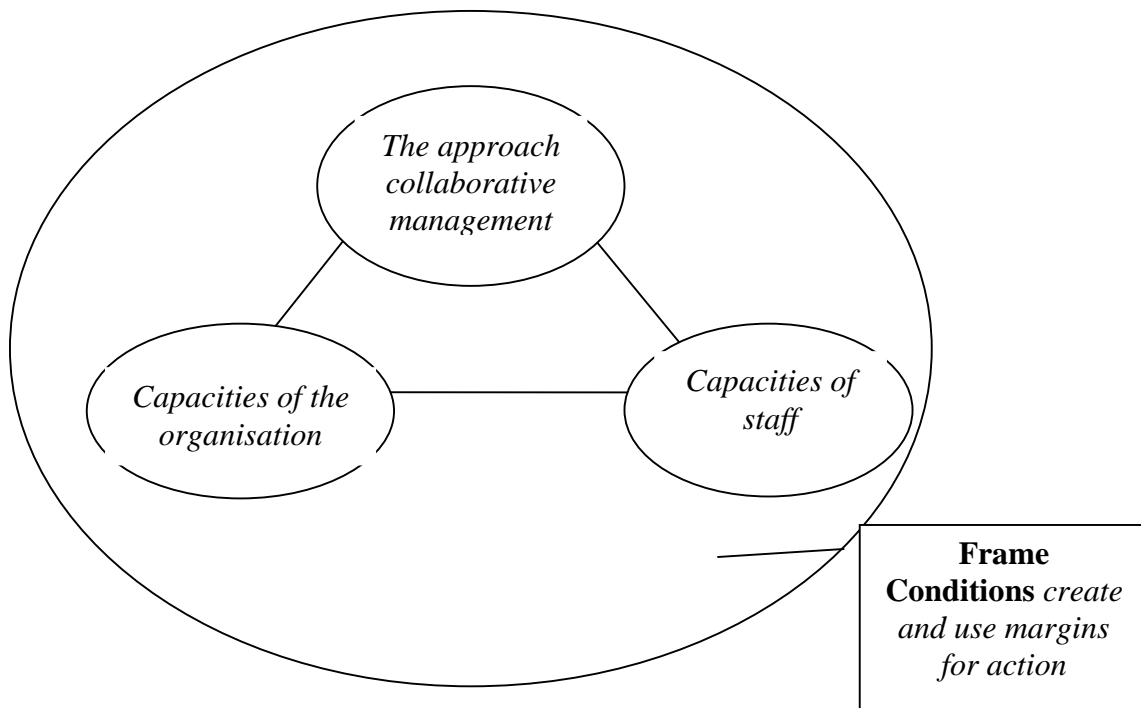 The approach
collaborative
management
Capacities of the
organisation
Capacities of
staff
Frame
Conditions create
and use margins
for action